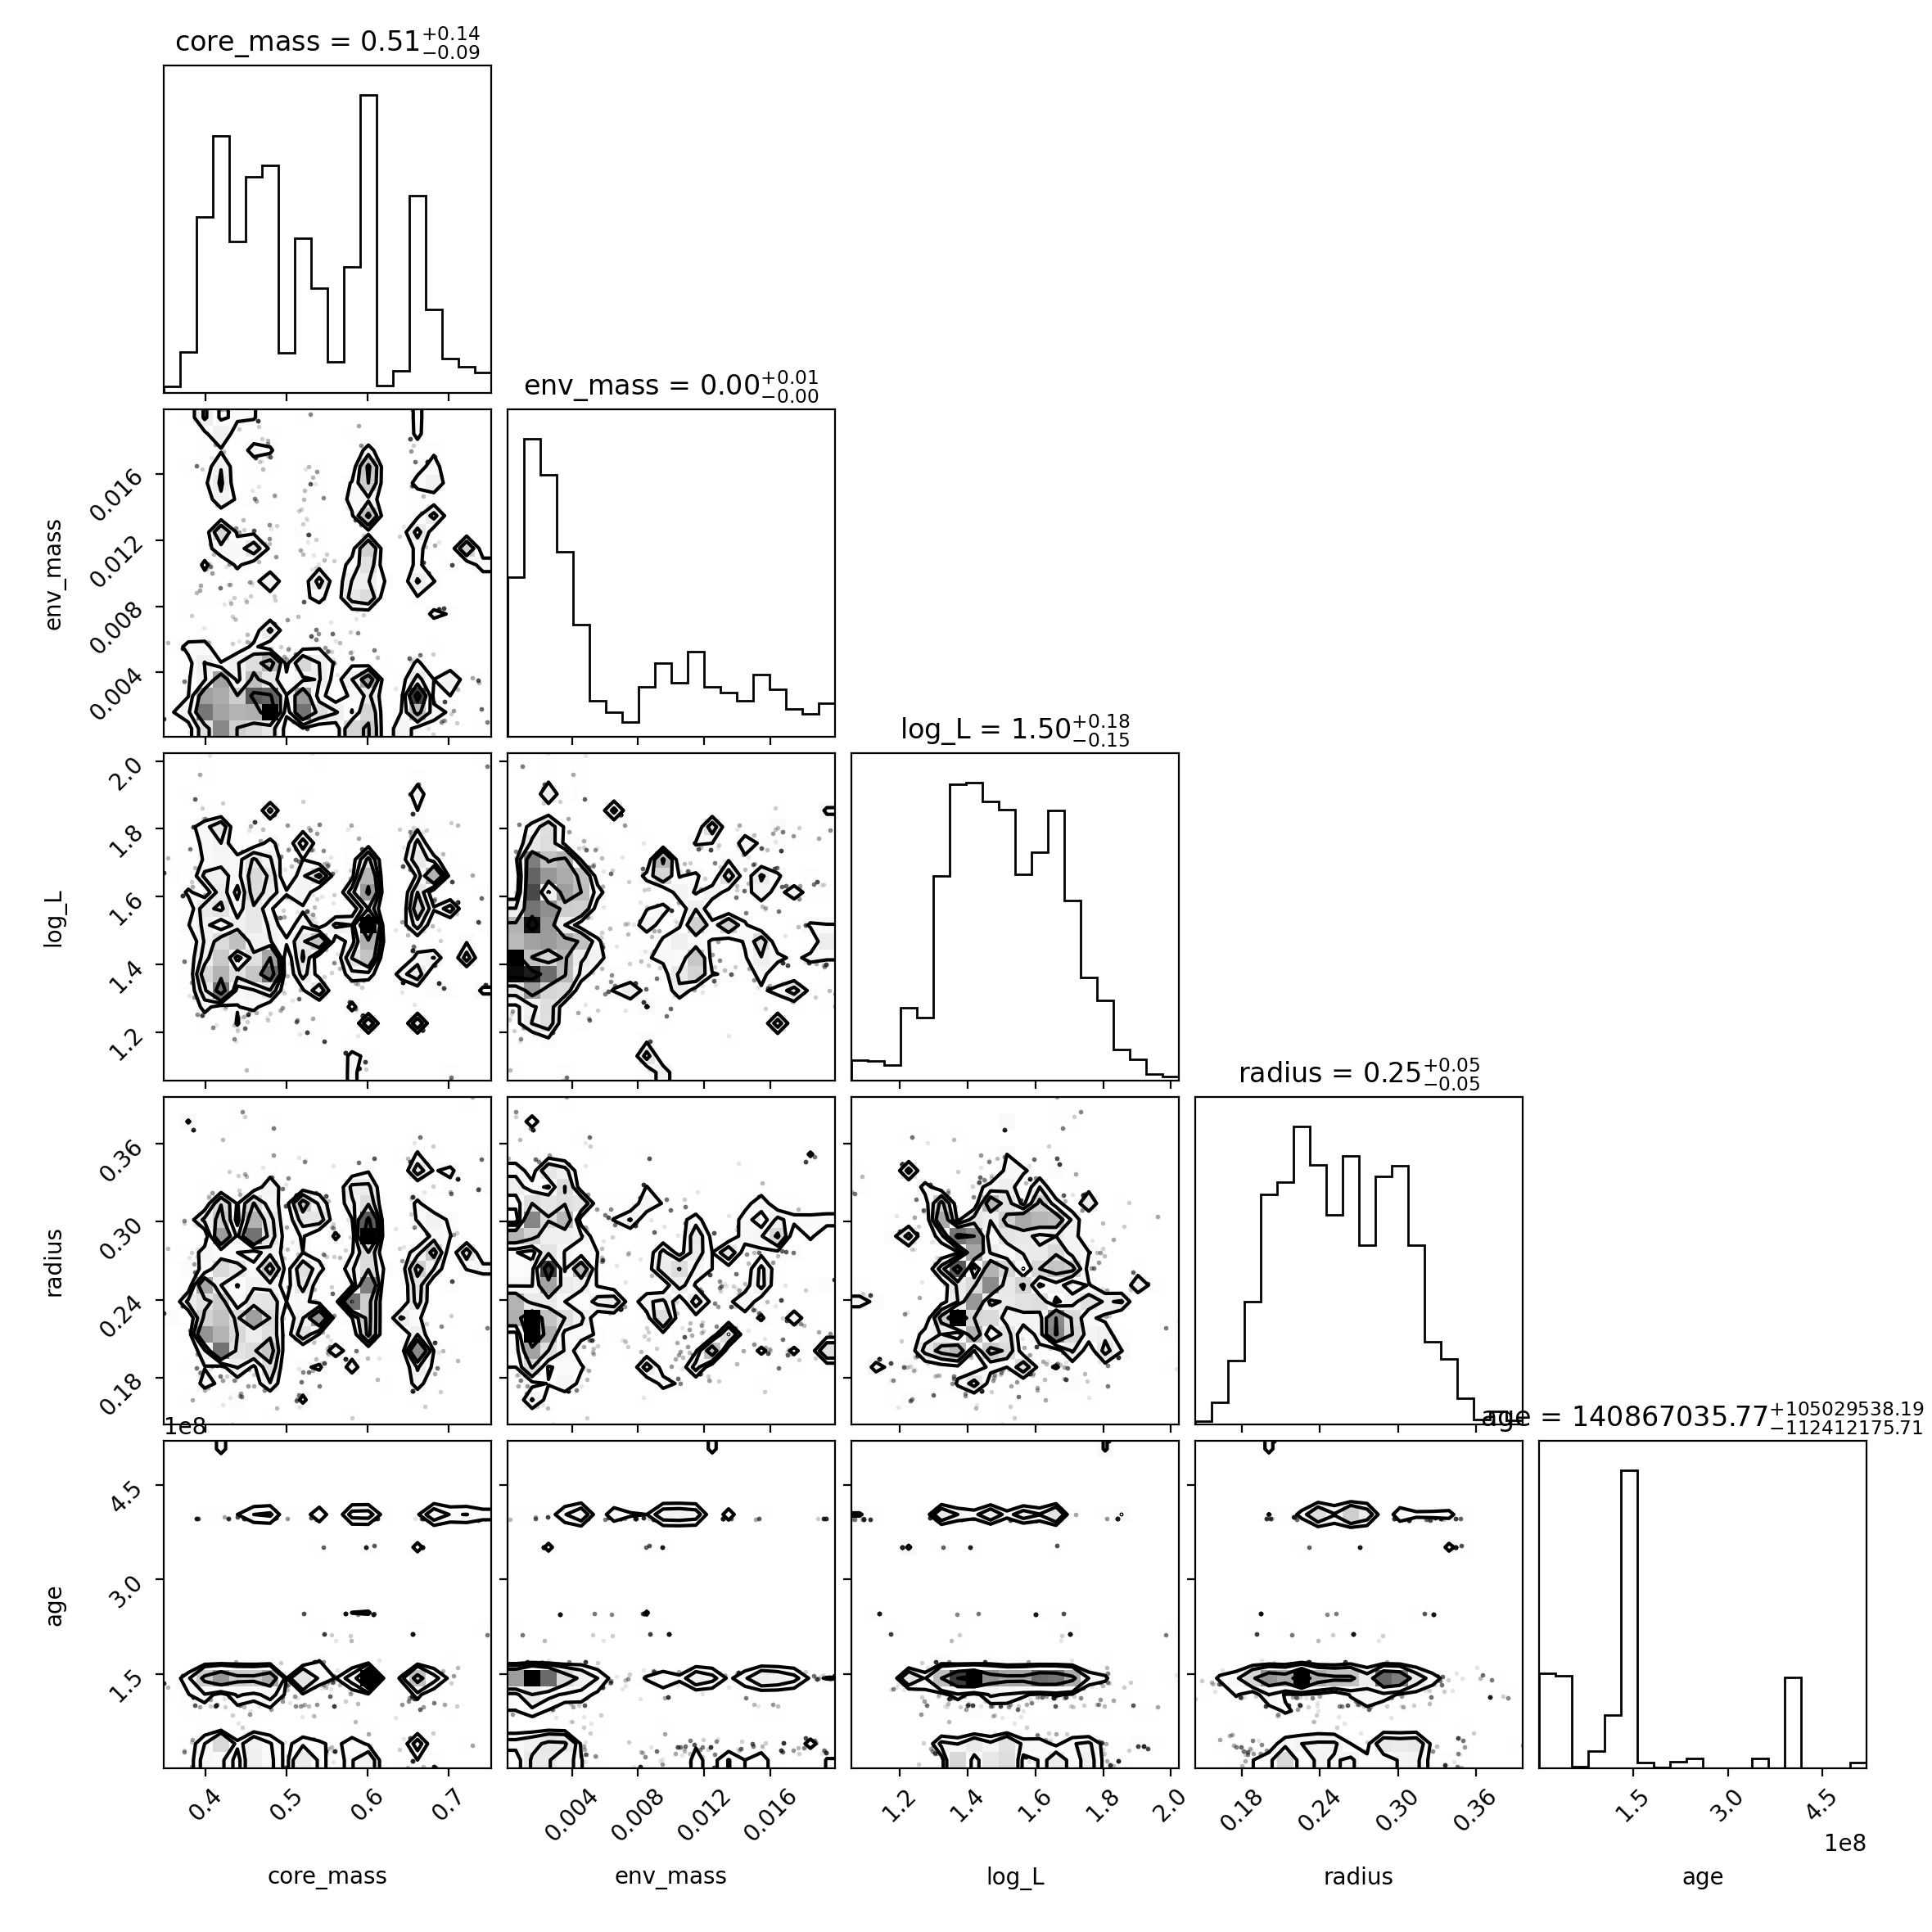 core_mass = 0.51+0.14−0.09
env_mass = 0.00+0.01−0.00
0.016
0.012
0.008
0.004
env_mass
log_L = 1.50+0.18−0.15
2.0
1.8
1.6
1.4
1.2
log_L
radius = 0.25+0.05−0.05
0.36
0.30
0.24
0.18
radius
1e8
age = 140867035.77+105029538.19−112412175.71
4.5
3.0
1.5
age
0.4 0.5 0.6 0.7
0.004 0.008 0.012 0.016
1.2 1.4 1.6 1.8 2.0
0.18 0.24 0.30 0.36
1.5 3.0 4.5
1e8
core_mass env_mass log_L radius age